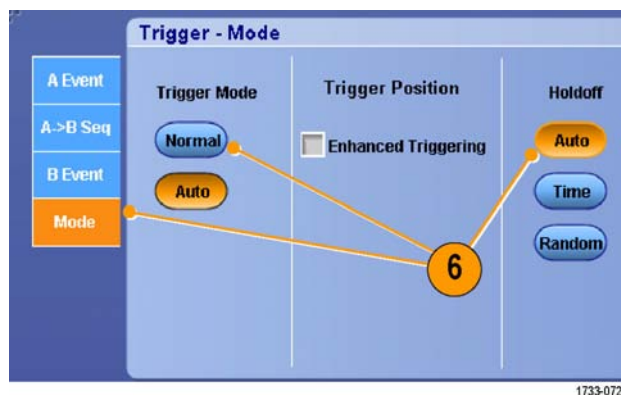 Trigger - Mode
A Event
A->B Seq
B Event
Mode
Trigger Mode
Normal
Auto
Trigger Position
Enhanced Triggering
Holdoff
Auto
Time
Random
6
1733-072